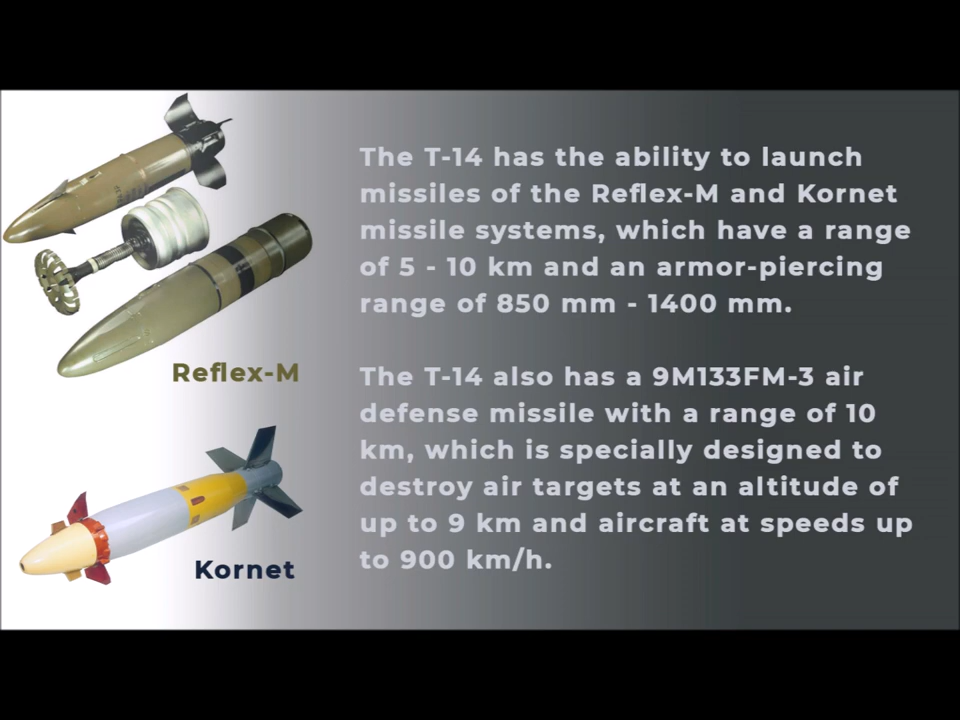 The T-14 has the ability to launch
missiles of the Reflex-M and Kornet
missile systems, which have a range
of 5 - 10 km and an armor-piercing
range of 850 mm - 1400 mm.
The T-14 also has a 9M133FM-3 air
defense missile with a range of 10
km, which is specially designed to
destroy air targets at an altitude of
up to 9 km and aircraft at speeds up
to 900 km/h.
Reflex-M
Kornet